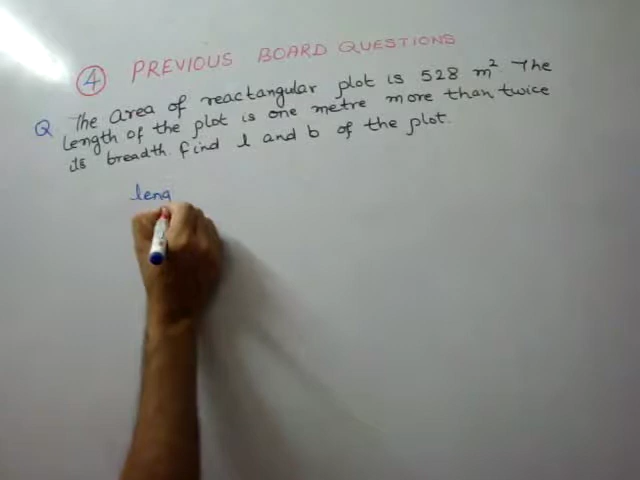 4 PREVIOUS BOARD QUESTIONS
Q The area of reactangular plot is 528 m². The
length of the plot is one metre more than twice
its breadth. find l and b of the plot.
leng